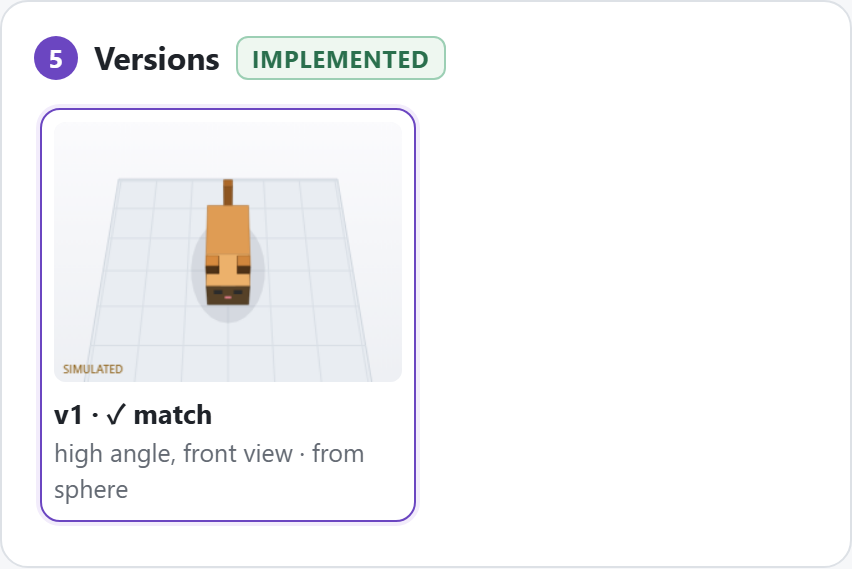 5 Versions IMPLEMENTED
SIMULATED
v1 · ✓ match
high angle, front view · from
sphere